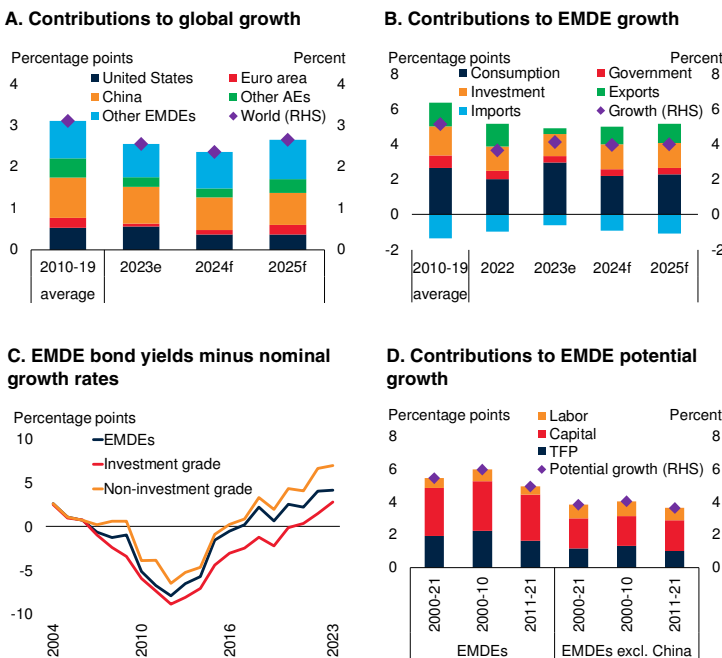 A. Contributions to global growth
Percentage points Percent
United States Euro area
China Other AEs
Other EMDEs World (RHS)
4 4
3 3
2 2
1 1
0 0
2010-19 2023e 2024f 2025f
average
B. Contributions to EMDE growth
Percentage points Percent
Consumption Government
Investment Exports
Imports Growth (RHS)
8 8
6 6
4 4
2 2
0 0
-2 -2
2010-19 2022 2023e 2024f 2025f
average
C. EMDE bond yields minus nominal
growth rates
Percentage points
EMDEs
Investment grade
Non-investment grade
10
5
0
-5
-10
2004 2010 2016 2023
D. Contributions to EMDE potential
growth
Percentage points Percent
Labor
Capital
TFP
Potential growth (RHS)
8 8
6 6
4 4
2 2
0 0
2000-21 2000-10 2011-21 2000-21 2000-10 2011-21
EMDEs EMDEs excl. China